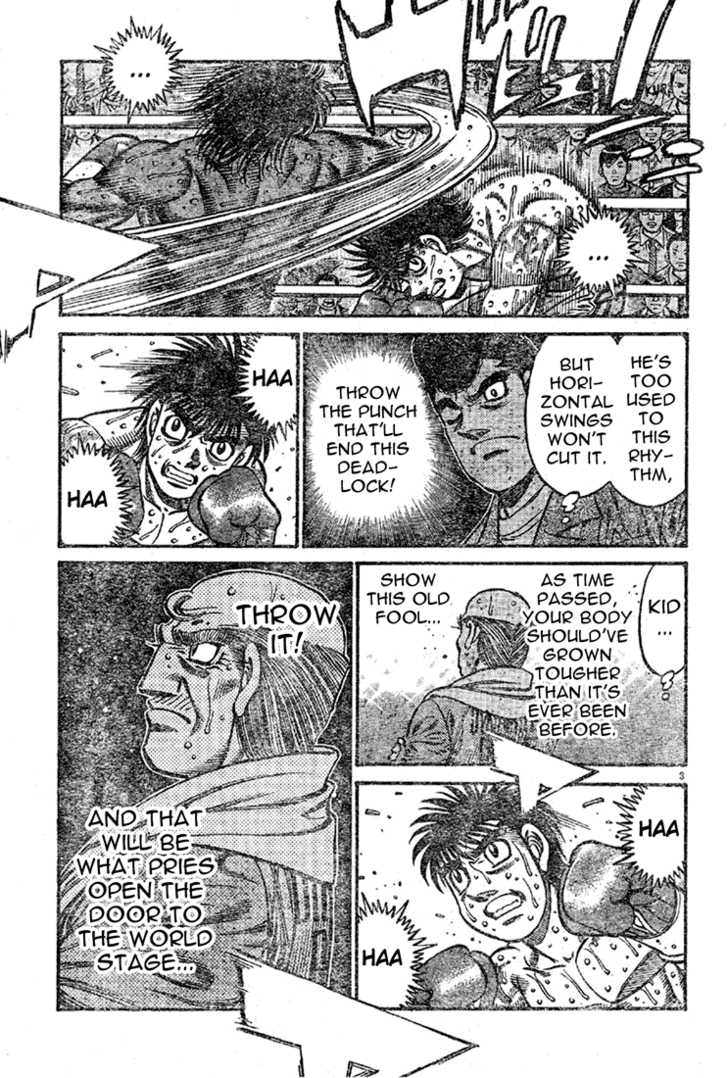 ...
...
HE'S
TOO
USED
TO
THIS
RHY-
THM,
BUT
HORI-
ZONTAL
SWINGS
WON'T
CUT IT.
THROW
THE PUNCH
THAT'LL
END THIS
DEAD-
LOCK!
HAA
HAA
KID
...
AS TIME
PASSED,
YOUR BODY
SHOULD'VE
GROWN
TOUGHER
THAN IT'S
EVER BEEN
BEFORE.
SHOW
THIS OLD
FOOL...
THROW
IT!
AND THAT
WILL BE
WHAT PRIES
OPEN THE
DOOR TO
THE WORLD
STAGE...
3
HAA
HAA